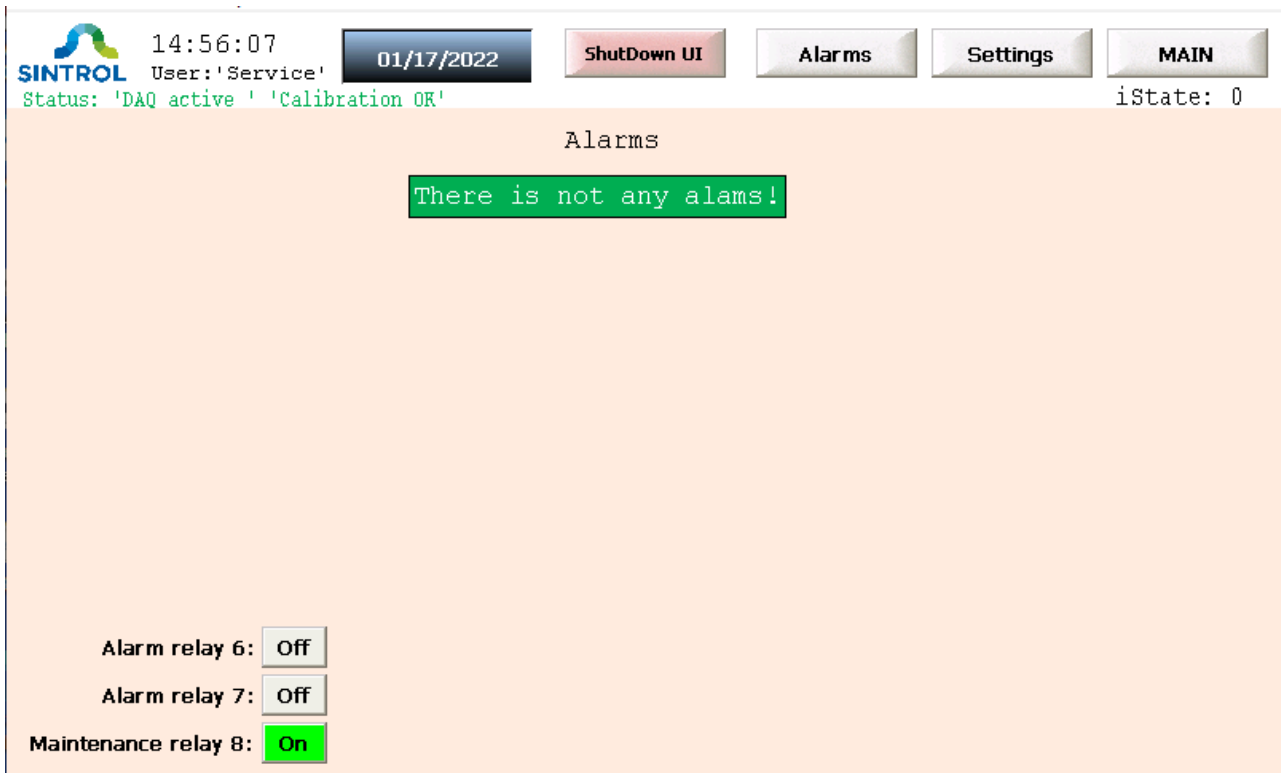 SINTROL
14:56:07
User:'Service'
01/17/2022
ShutDown UI
Alarms
Settings
MAIN
Status: 'DAQ active ' 'Calibration OK'
iState: 0
Alarms
There is not any alams!
Alarm relay 6: Off
Alarm relay 7: Off
Maintenance relay 8: On